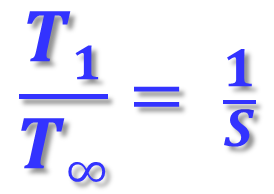 T₁/T∞ = 1/S